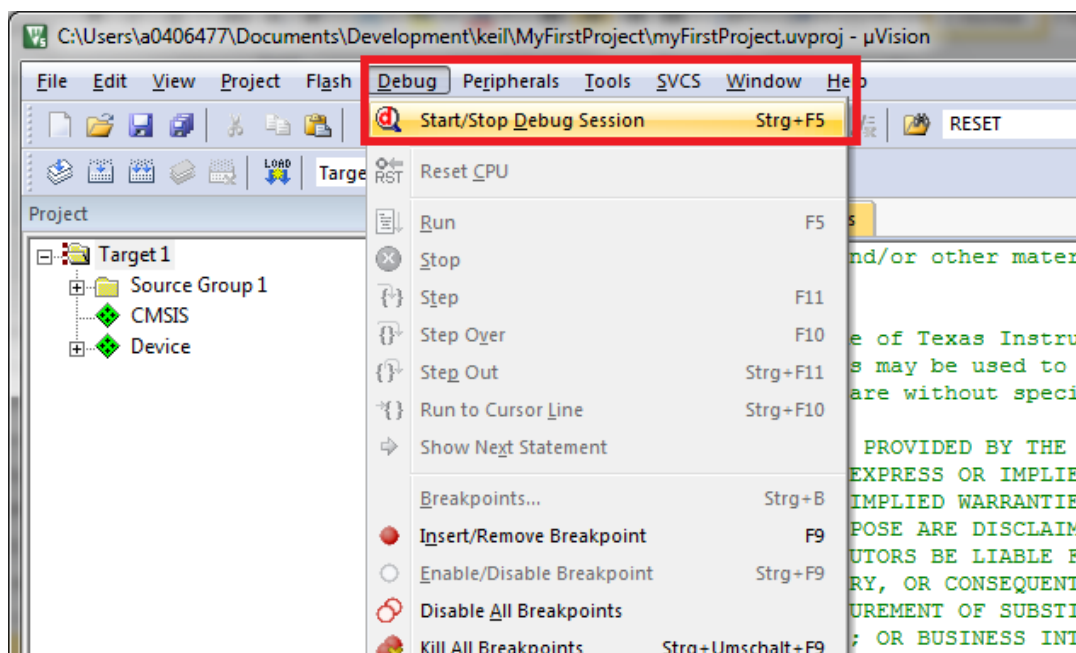 C:\Users\a0406477\Documents\Development\keil\MyFirstProject\myFirstProject.uvproj - µVision
File Edit View Project Flash Debug Peripherals Tools SVCS Window Help
Start/Stop Debug Session Strg+F5
RESET
LOAD
Targe
RST Reset CPU
Project
Run F5
s
Target 1
nd/or other mater
Stop
Source Group 1
Step F11
CMSIS
Step Over F10
e of Texas Instru
Device
s may be used to
Step Out Strg+F11
are without speci
Run to Cursor Line Strg+F10
Show Next Statement
PROVIDED BY THE
EXPRESS OR IMPLIE
Breakpoints... Strg+B
IMPLIED WARRANTIE
Insert/Remove Breakpoint F9
POSE ARE DISCLAIM
UTORS BE LIABLE F
Enable/Disable Breakpoint Strg+F9
RY, OR CONSEQUENT
Disable All Breakpoints
UREMENT OF SUBSTI
; OR BUSINESS INT
Kill All Breakpoints Strg+Umschalt+F9